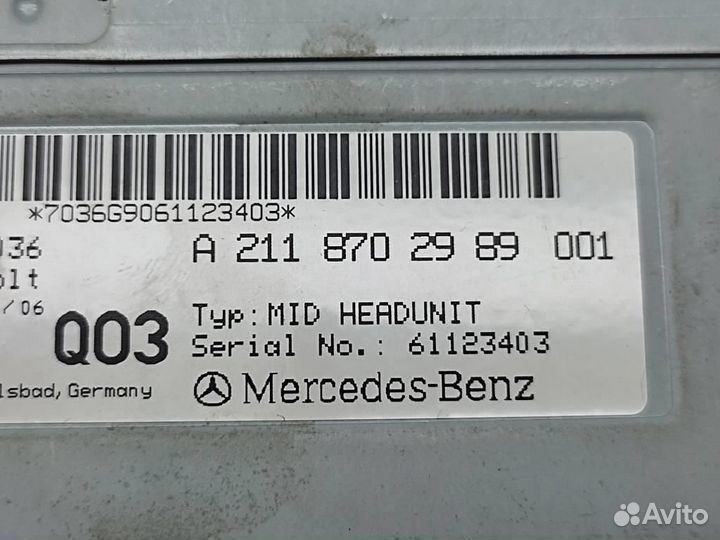 *7036G9061123403*
036
A 211 870 29 89 001
olt
/06
Q03
Typ: MID HEADUNIT
Serial No.: 61123403
lsbad, Germany
Mercedes-Benz
Avito